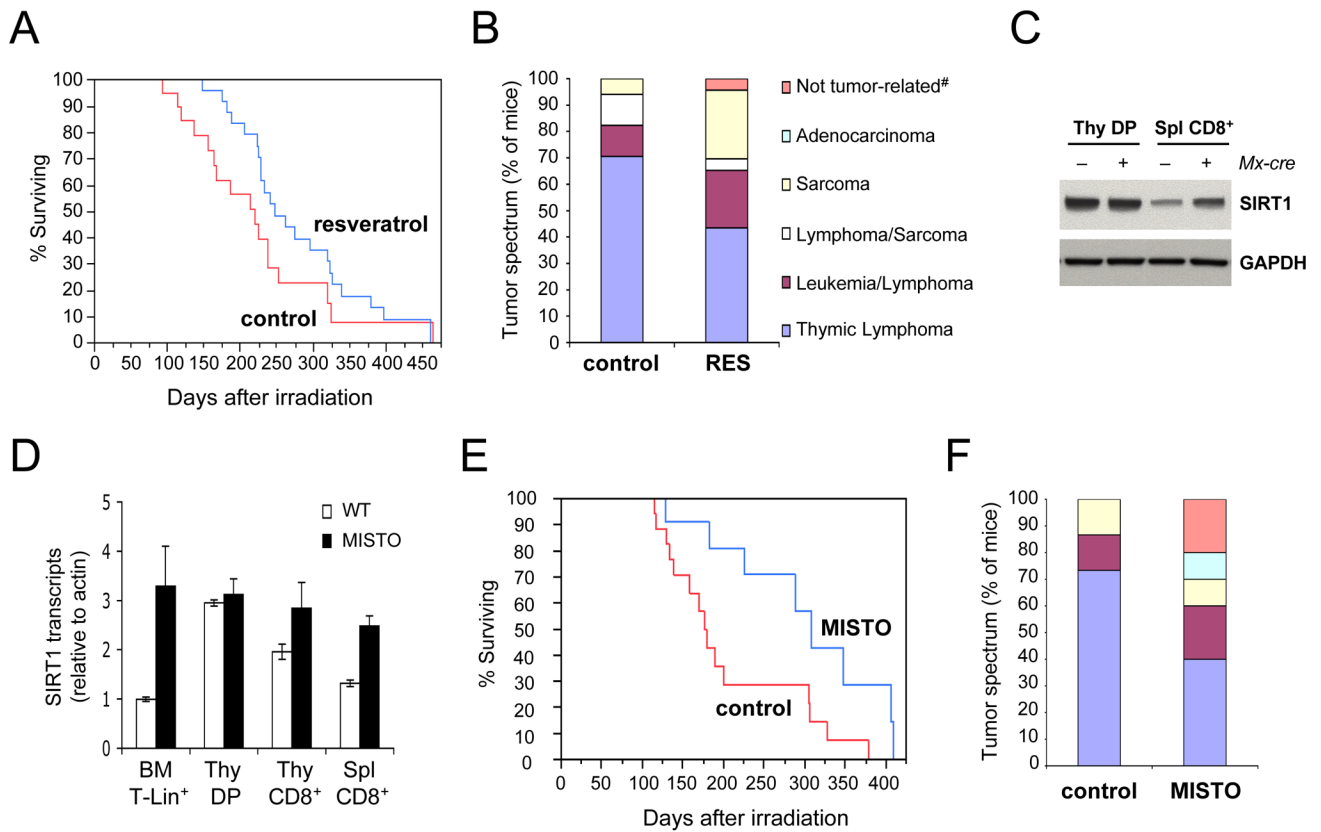 A
B
C
% Surviving
100
90
80
70
60
50
40
30
20
10
0
resveratrol
control
0 50 100 150 200 250 300 350 400 450
Days after irradiation
Tumor spectrum (% of mice)
100
90
80
70
60
50
40
30
20
10
0
control RES
Not tumor-related#
Adenocarcinoma
Sarcoma
Lymphoma/Sarcoma
Leukemia/Lymphoma
Thymic Lymphoma
Thy DP Spl CD8+
– + – + Mx-cre
SIRT1
GAPDH
D
E
F
SIRT1 transcripts
(relative to actin)
5
4
3
2
1
0
WT
MISTO
BM Thy Thy Spl
T-Lin+ DP CD8+ CD8+
% Surviving
100
90
80
70
60
50
40
30
20
10
0
MISTO
control
0 50 100 150 200 250 300 350 400
Days after irradiation
Tumor spectrum (% of mice)
100
90
80
70
60
50
40
30
20
10
0
control MISTO